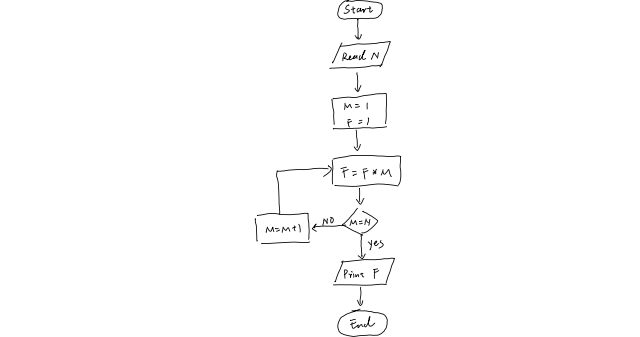 Start
Read N
M = 1
F = 1
F = F * M
M=N
NO
M=M+1
yes
Print F
End